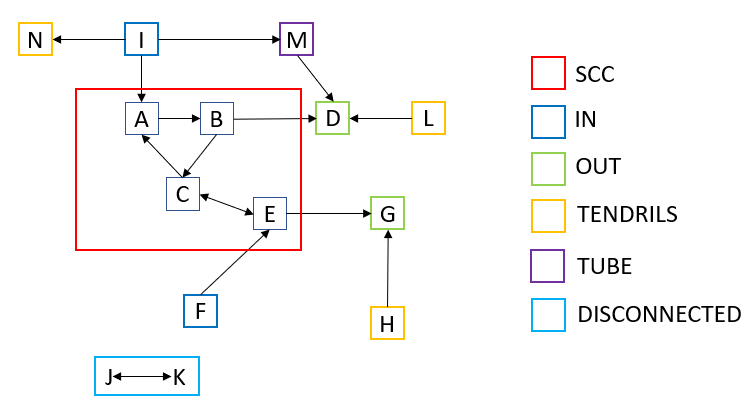 N I M
A B D L
C
E G
F
H
J K
SCC
IN
OUT
TENDRILS
TUBE
DISCONNECTED